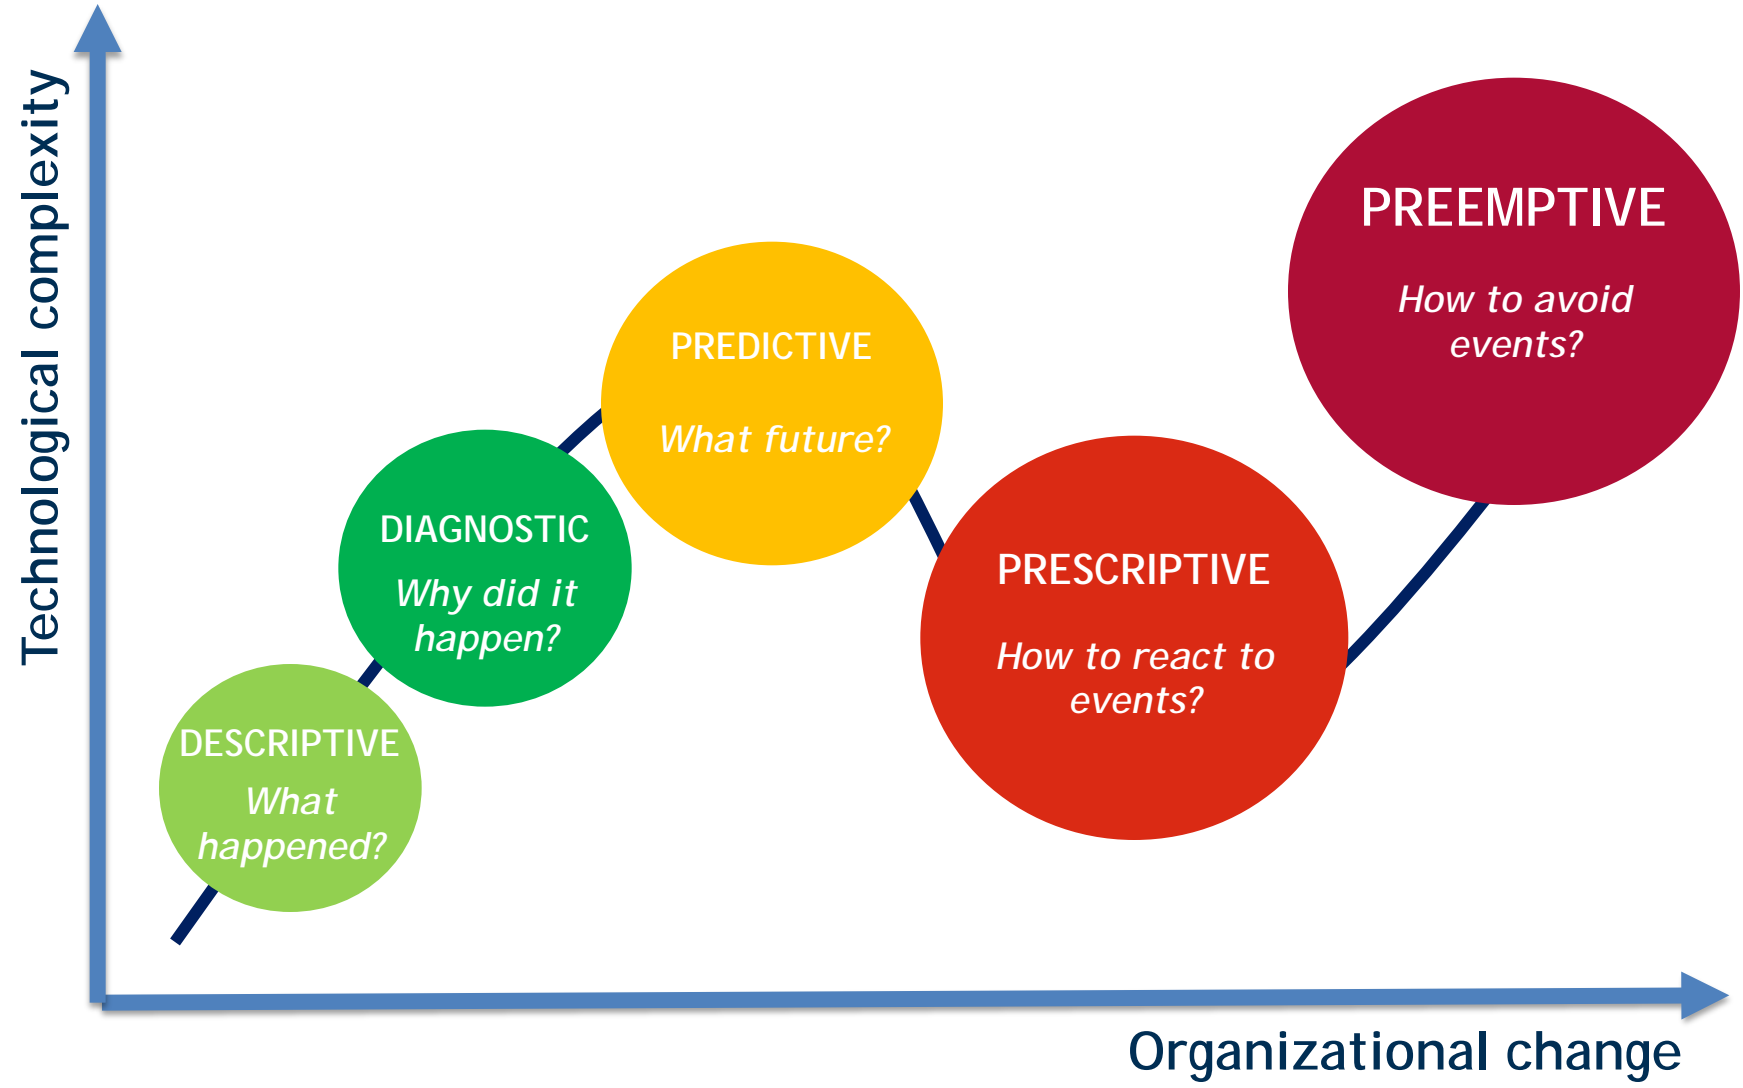 Technological complexity
DESCRIPTIVE
What
happened?
DIAGNOSTIC
Why did it
happen?
PREDICTIVE
What future?
PRESCRIPTIVE
How to react to
events?
PREEMPTIVE
How to avoid
events?
Organizational change